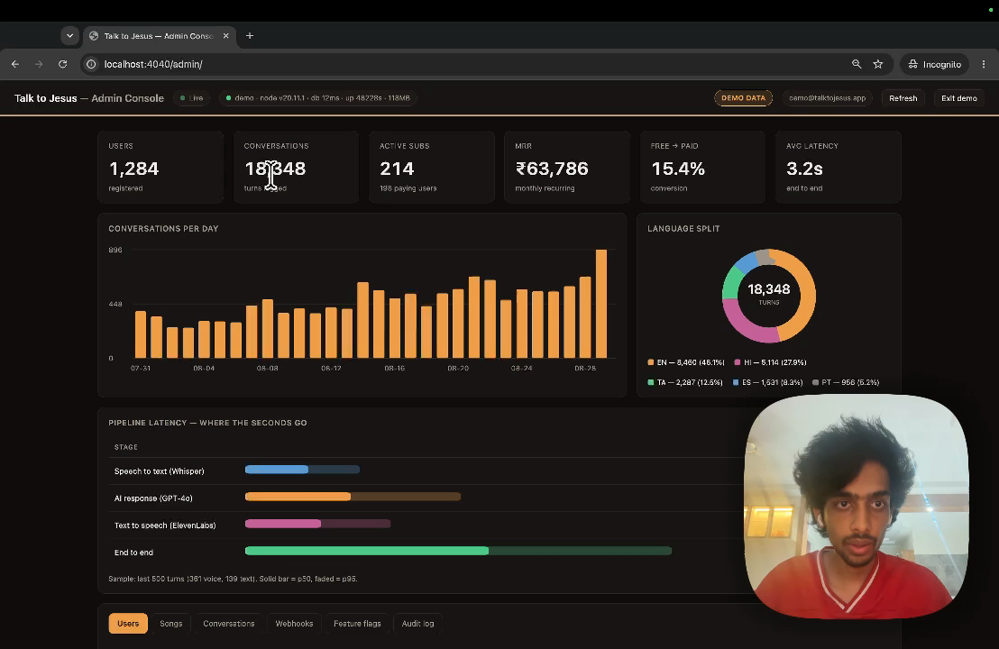 Talk to Jesus — Admin Conso
localhost:4040/admin/
Incognito
Talk to Jesus — Admin Console
Live
demo · node v20.11.1 · db 12ms · up 48228s · 118MB
DEMO DATA
demo@talktojesus.app
Refresh
Exit demo
USERS
1,284
registered
CONVERSATIONS
18,348
turns logged
ACTIVE SUBS
214
198 paying users
MRR
₹63,786
monthly recurring
FREE → PAID
15.4%
conversion
AVG LATENCY
3.2s
end to end
CONVERSATIONS PER DAY
896
448
0
07-31 08-04 08-08 08-12 08-16 08-20 08-24 08-28
LANGUAGE SPLIT
18,348
TURNS
EN — 8,460 (46.1%) HI — 5,114 (27.9%)
TA — 2,287 (12.5%) ES — 1,531 (8.3%) PT — 956 (5.2%)
PIPELINE LATENCY — WHERE THE SECONDS GO
STAGE
Speech to text (Whisper)
AI response (GPT-4o)
Text to speech (ElevenLabs)
End to end
Sample: last 500 turns (361 voice, 139 text). Solid bar = p50, faded = p95.
Users Songs Conversations Webhooks Feature flags Audit log